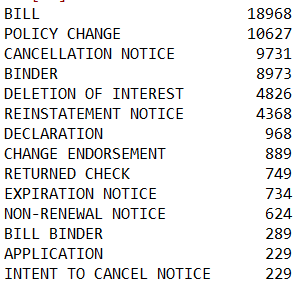 BILL 18968
POLICY CHANGE 10627
CANCELLATION NOTICE 9731
BINDER 8973
DELETION OF INTEREST 4826
REINSTATEMENT NOTICE 4368
DECLARATION 968
CHANGE ENDORSEMENT 889
RETURNED CHECK 749
EXPIRATION NOTICE 734
NON-RENEWAL NOTICE 624
BILL BINDER 289
APPLICATION 229
INTENT TO CANCEL NOTICE 229